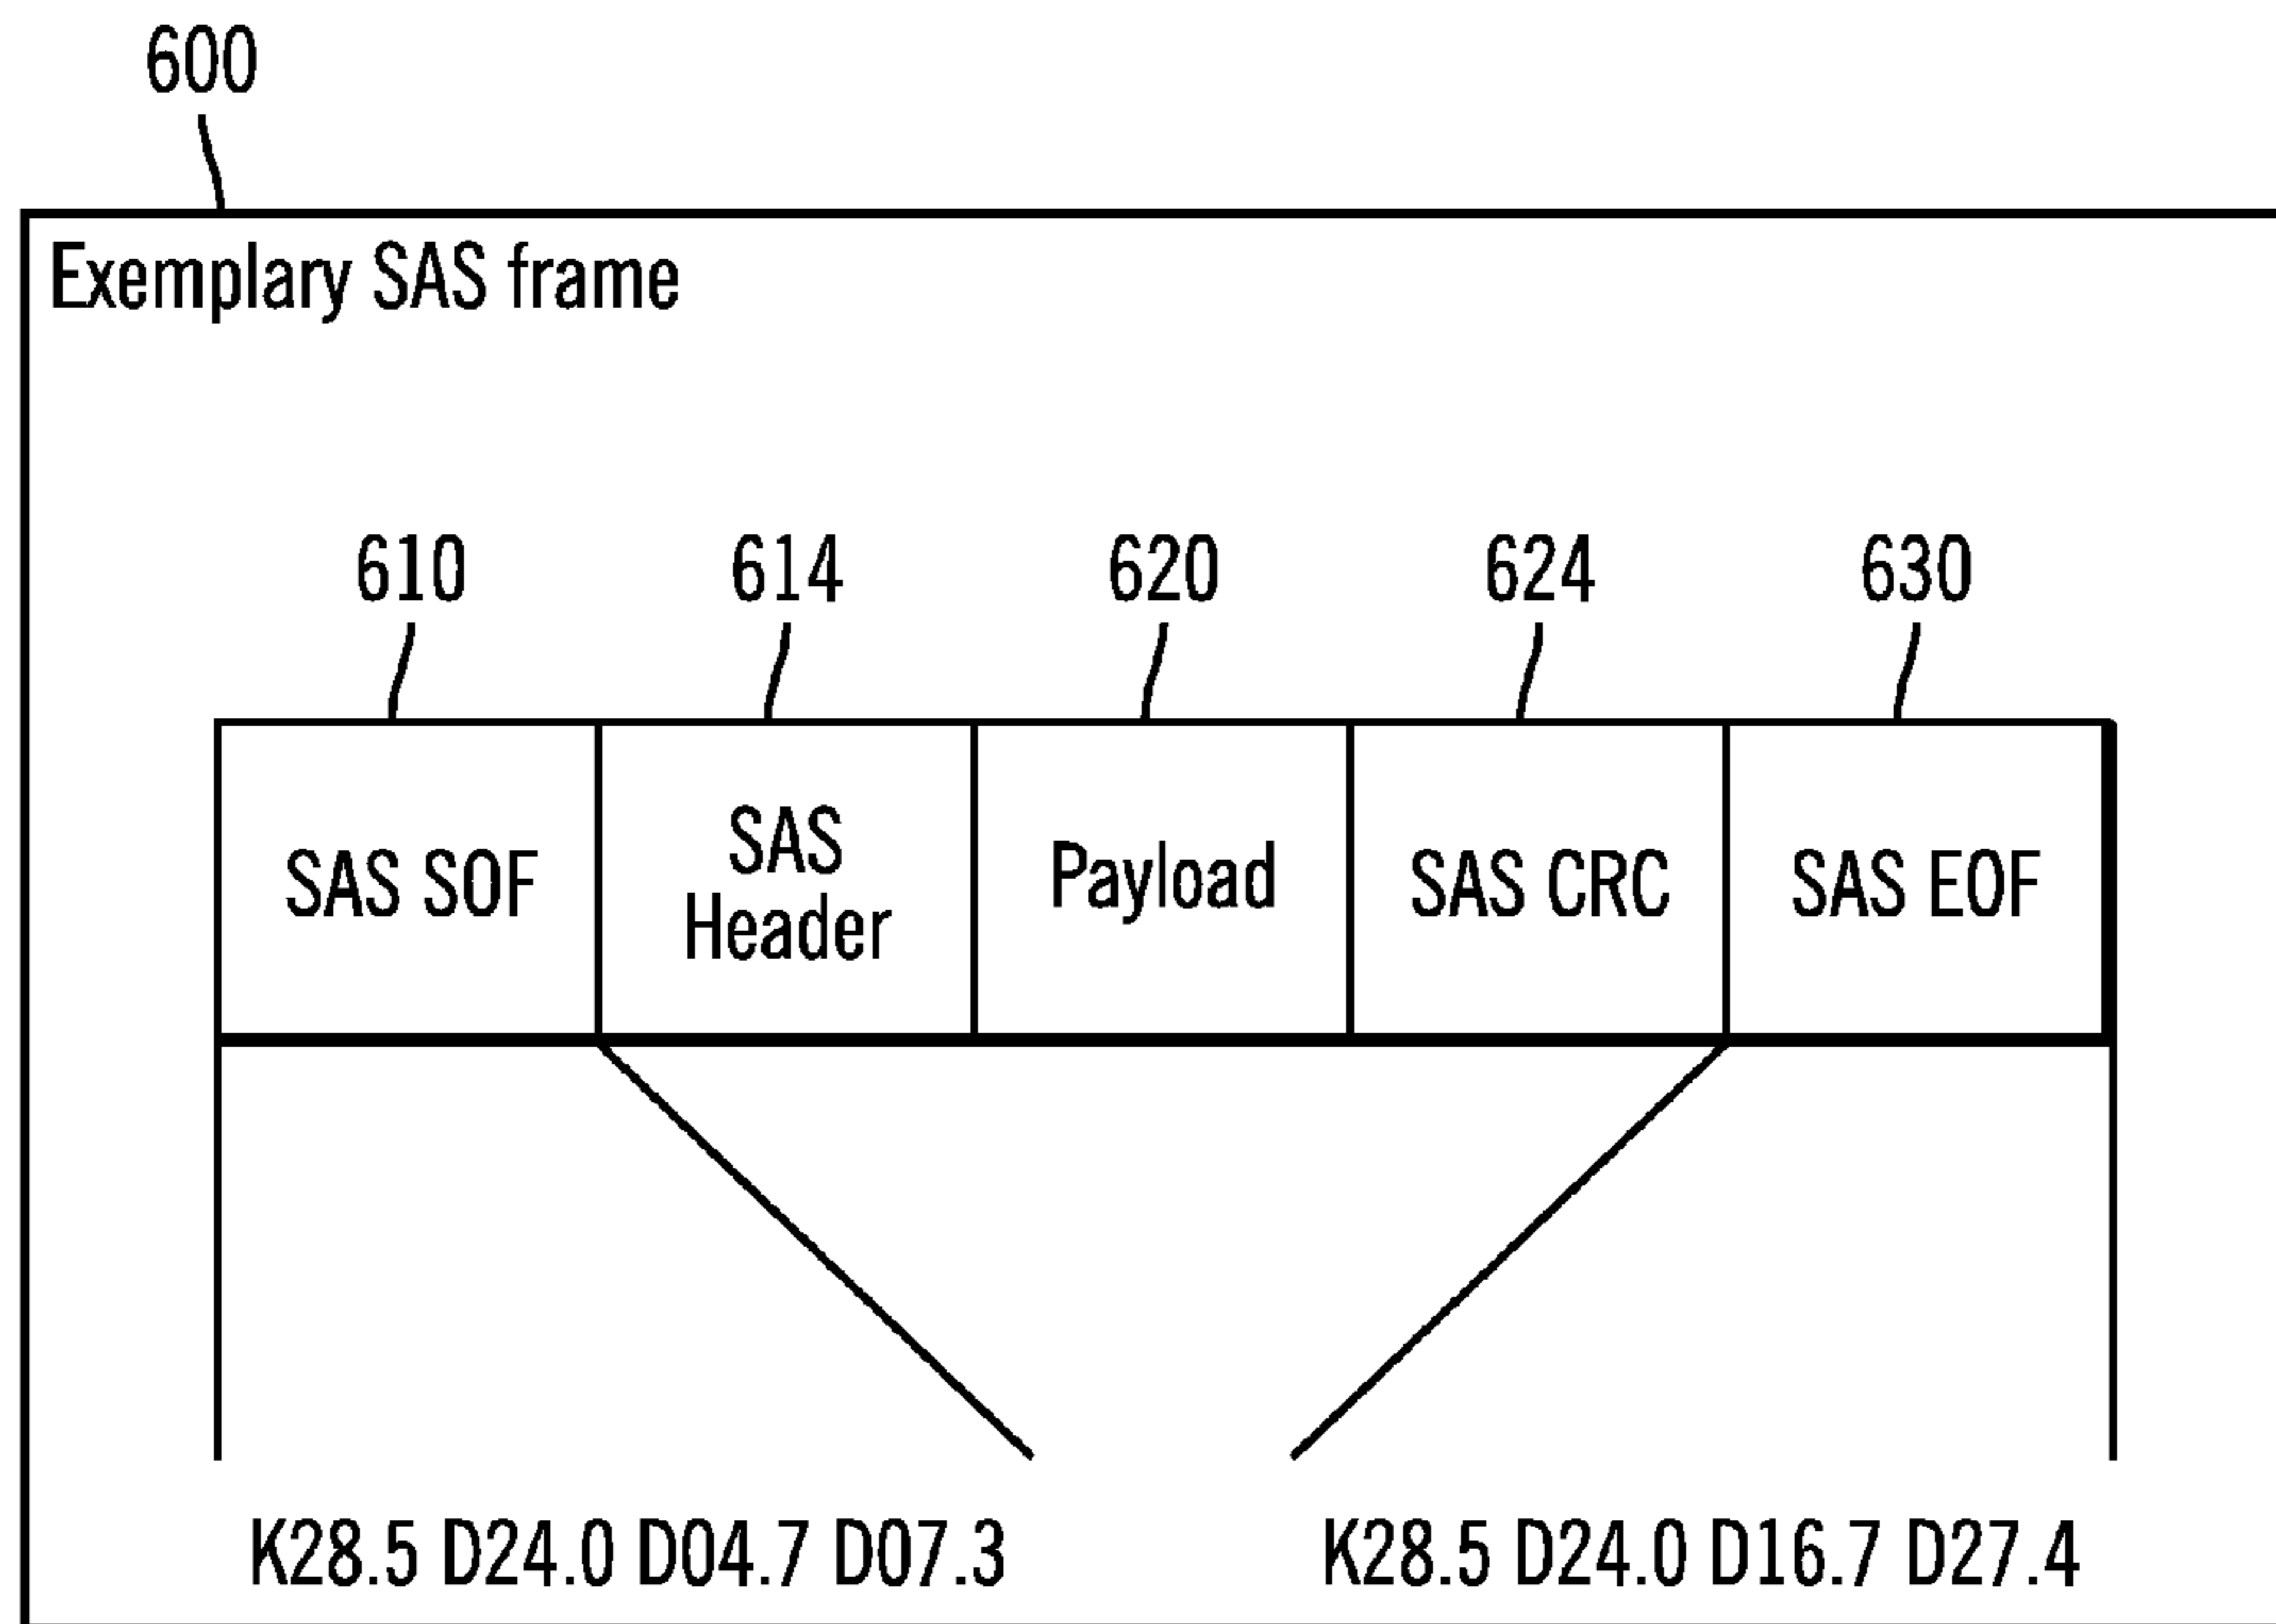 600
Exemplary SAS frame
610 614 620 624 630
SAS SOF
SAS
Header
Payload
SAS CRC
SAS EOF
K28.5 D24.0 D04.7 D07.3
K28.5 D24.0 D16.7 D27.4